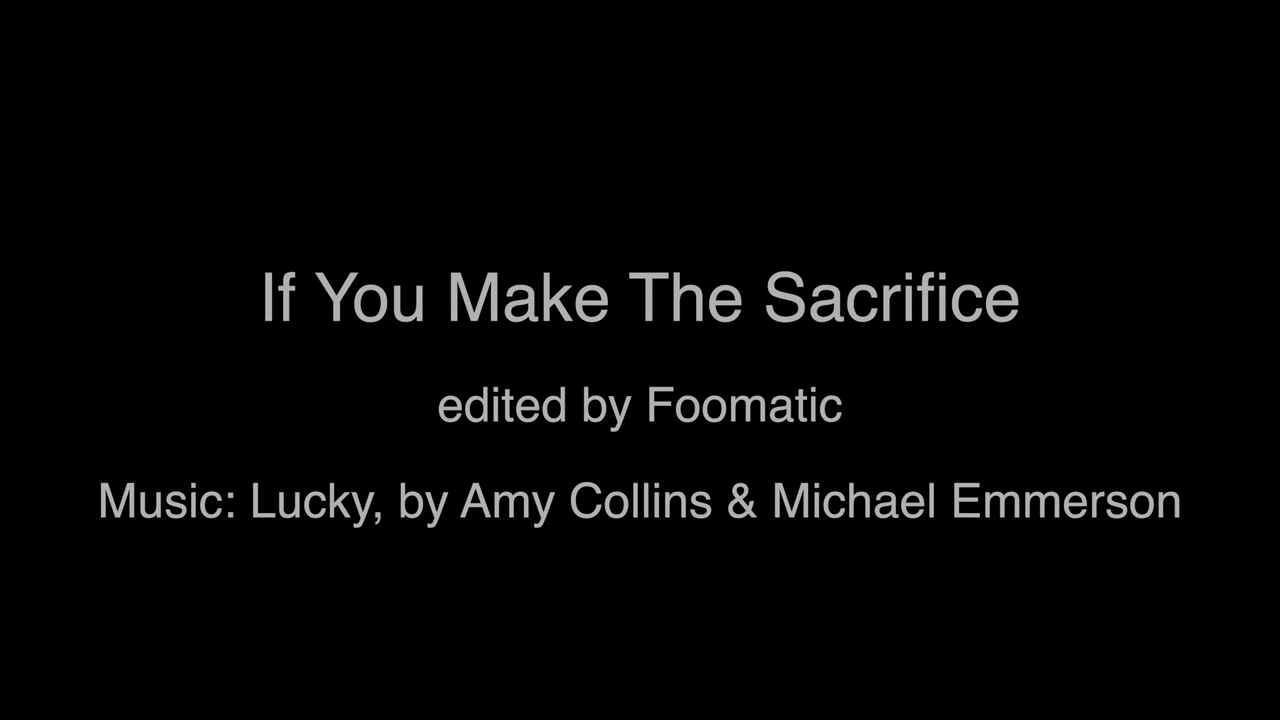 If You Make The Sacrifice
edited by Foomatic
Music: Lucky, by Amy Collins & Michael Emmerson